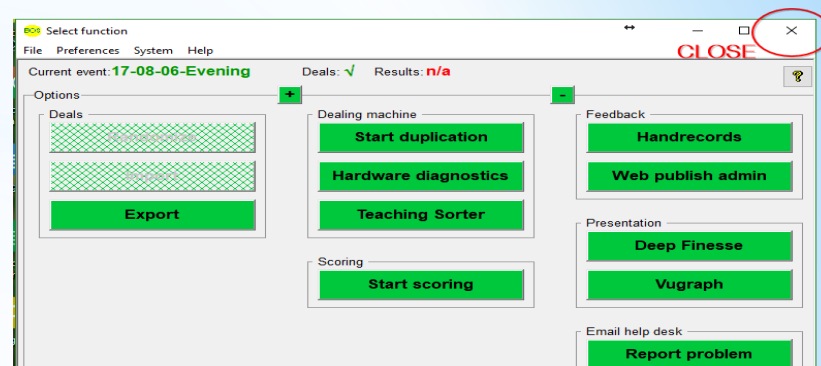 BOS Select function
File Preferences System Help
CLOSE
Current event: 17-08-06-Evening Deals: √ Results: n/a
?
Options + -
Deals
Export
Dealing machine
Start duplication
Hardware diagnostics
Teaching Sorter
Scoring
Start scoring
Feedback
Handrecords
Web publish admin
Presentation
Deep Finesse
Vugraph
Email help desk
Report problem